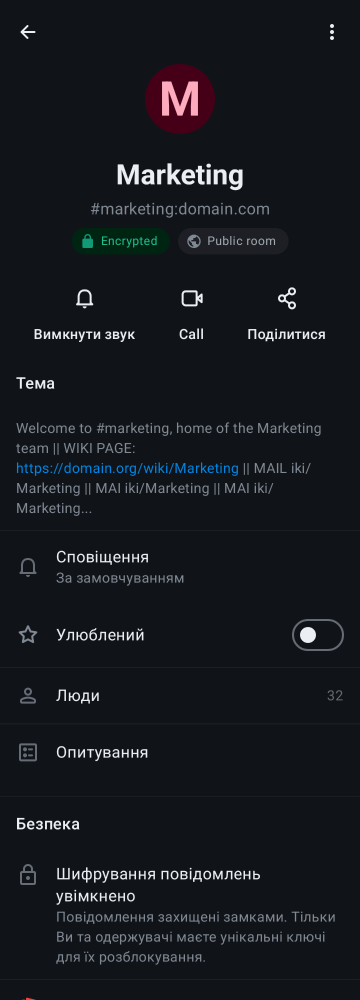 M
Marketing
#marketing:domain.com
Encrypted
Public room
Вимкнути звук
Call
Поділитися
Тема
Welcome to #marketing, home of the Marketing
team || WIKI PAGE:
https://domain.org/wiki/Marketing || MAIL iki/
Marketing || MAI iki/Marketing || MAI iki/
Marketing...
Сповіщення
За замовчуванням
Улюблений
Люди 32
Опитування
Безпека
Шифрування повідомлень
увімкнено
Повідомлення захищені замками. Тільки
Ви та одержувачі маєте унікальні ключі
для їх розблокування.